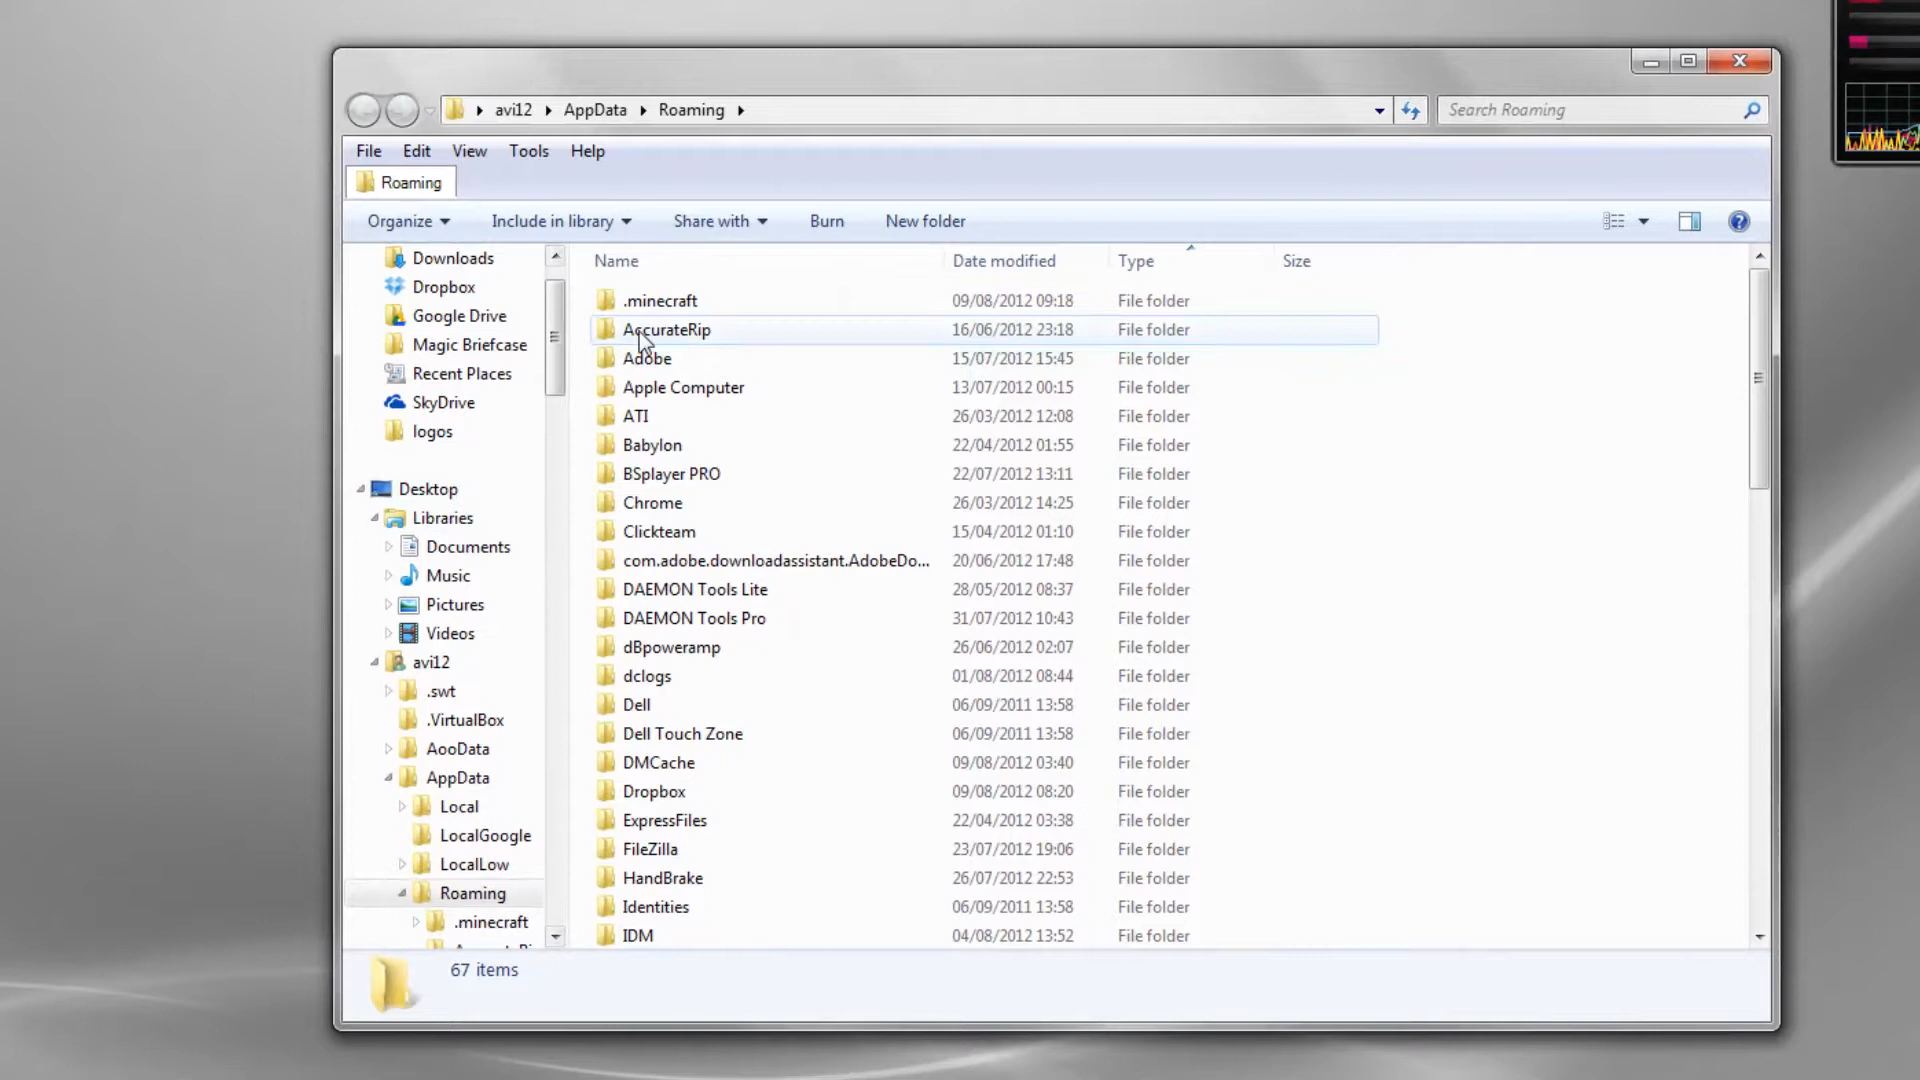 avi12 AppData Roaming
Search Roaming
File Edit View Tools Help
Roaming
Organize Include in library Share with Burn New folder
Downloads
Dropbox
Google Drive
Magic Briefcase
Recent Places
SkyDrive
logos
Desktop
Libraries
Documents
Music
Pictures
Videos
avi12
.swt
.VirtualBox
AooData
AppData
Local
LocalGoogle
LocalLow
Roaming
.minecraft
Name Date modified Type Size
.minecraft 09/08/2012 09:18 File folder
AccurateRip 16/06/2012 23:18 File folder
Adobe 15/07/2012 15:45 File folder
Apple Computer 13/07/2012 00:15 File folder
ATI 26/03/2012 12:08 File folder
Babylon 22/04/2012 01:55 File folder
BSplayer PRO 22/07/2012 13:11 File folder
Chrome 26/03/2012 14:25 File folder
Clickteam 15/04/2012 01:10 File folder
com.adobe.downloadassistant.AdobeDo... 20/06/2012 17:48 File folder
DAEMON Tools Lite 28/05/2012 08:37 File folder
DAEMON Tools Pro 31/07/2012 10:43 File folder
dBpoweramp 26/06/2012 02:07 File folder
dclogs 01/08/2012 08:44 File folder
Dell 06/09/2011 13:58 File folder
Dell Touch Zone 06/09/2011 13:58 File folder
DMCache 09/08/2012 03:40 File folder
Dropbox 09/08/2012 08:20 File folder
ExpressFiles 22/04/2012 03:38 File folder
FileZilla 23/07/2012 19:06 File folder
HandBrake 26/07/2012 22:53 File folder
Identities 06/09/2011 13:58 File folder
IDM 04/08/2012 13:52 File folder
67 items